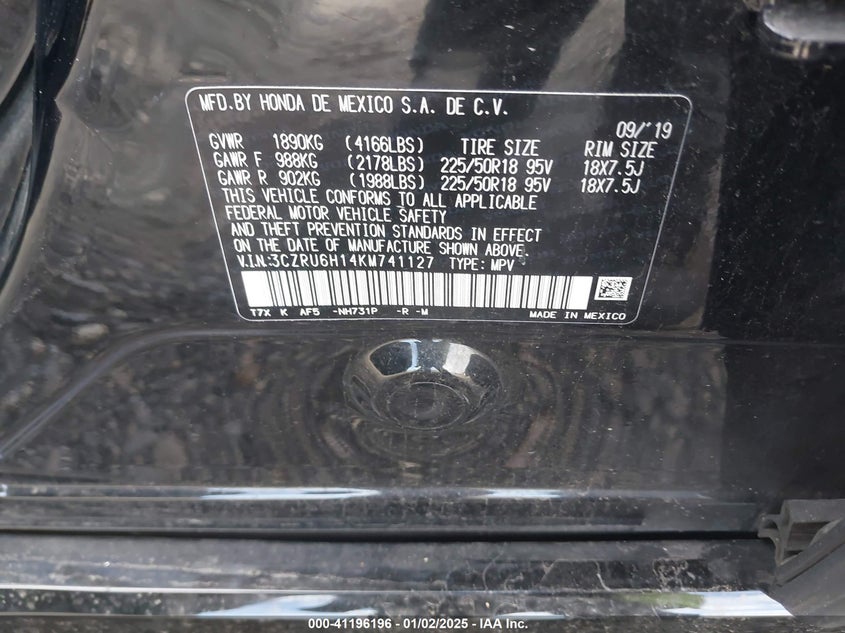 MFD.BY HONDA DE MEXICO S.A. DE C.V.
09/'19
GVWR 1890KG (4166LBS) TIRE SIZE RIM SIZE
GAWR F 988KG (2178LBS) 225/50R18 95V 18X7.5J
GAWR R 902KG (1988LBS) 225/50R18 95V 18X7.5J
THIS VEHICLE CONFORMS TO ALL APPLICABLE
FEDERAL MOTOR VEHICLE SAFETY
AND THEFT PREVENTION STANDARDS IN EFFECT
ON THE DATE OF MANUFACTURE SHOWN ABOVE.
V.I.N:3CZRU6H14KM741127 TYPE: MPV
T7X K AF5 -NH731P -R -M MADE IN MEXICO
000-41196196 - 01/02/2025 - IAA Inc.